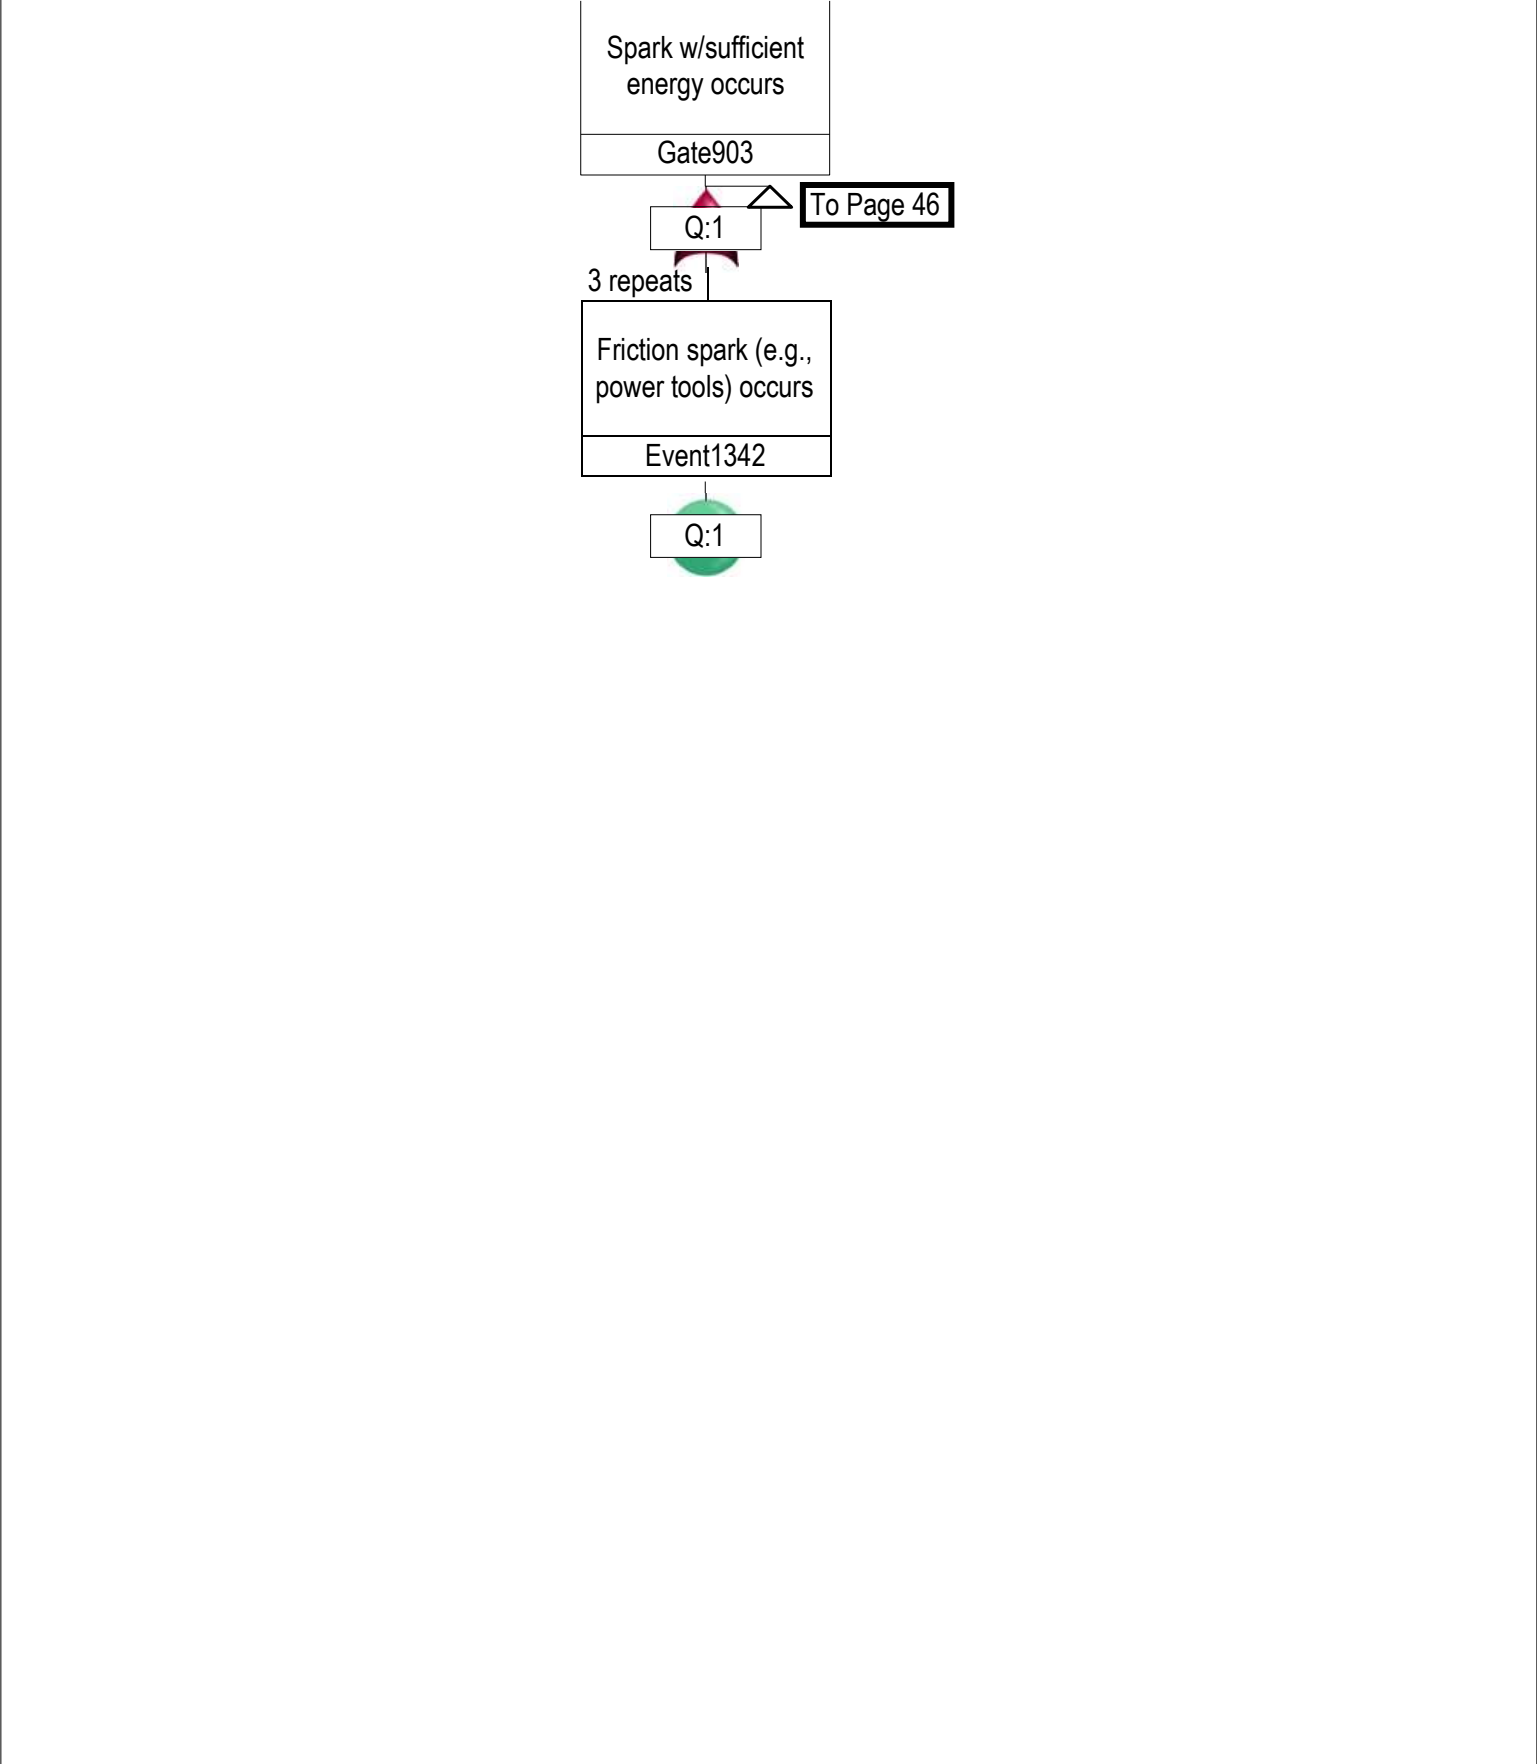 Spark w/sufficient
energy occurs
Gate903
To Page 46
Q:1
3 repeats
Friction spark (e.g.,
power tools) occurs
Event1342
Q:1